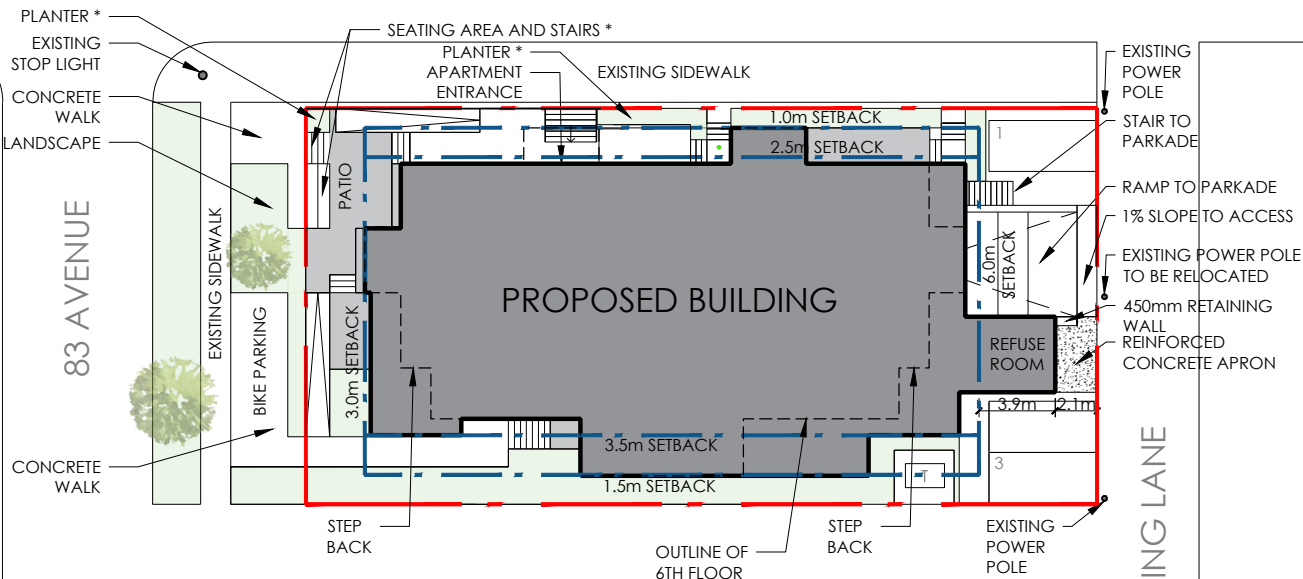 PLANTER *
EXISTING
STOP LIGHT
CONCRETE
WALK
LANDSCAPE
83 AVENUE
EXISTING SIDEWALK
BIKE PARKING
CONCRETE
WALK
SEATING AREA AND STAIRS *
PLANTER *
APARTMENT
ENTRANCE
EXISTING SIDEWALK
1.0m SETBACK
2.5m SETBACK
PATIO
3.0m SETBACK
PROPOSED BUILDING
6.0m
SETBACK
REFUSE
ROOM
3.9m
2.1m
3.5m SETBACK
1.5m SETBACK
1
3
T
STEP
BACK
OUTLINE OF
6TH FLOOR
STEP
BACK
EXISTING
POWER
POLE
STAIR TO
PARKADE
RAMP TO PARKADE
1% SLOPE TO ACCESS
EXISTING POWER POLE
TO BE RELOCATED
450mm RETAINING
WALL
REINFORCED
CONCRETE APRON
EXISTING
POWER
POLE
ING LANE